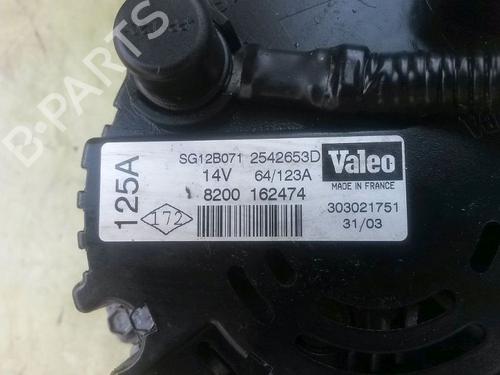 125A
SG12B071 2542653D
14V 64/123A
8200 162474
172
Valeo
MADE IN FRANCE
303021751
31/03
B-PARTS